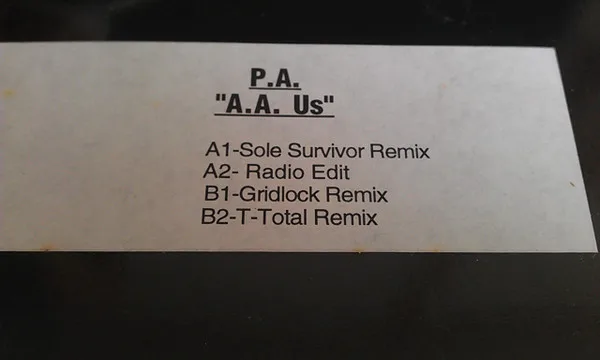 P.A.
"A.A. Us"
A1-Sole Survivor Remix
A2- Radio Edit
B1-Gridlock Remix
B2-T-Total Remix